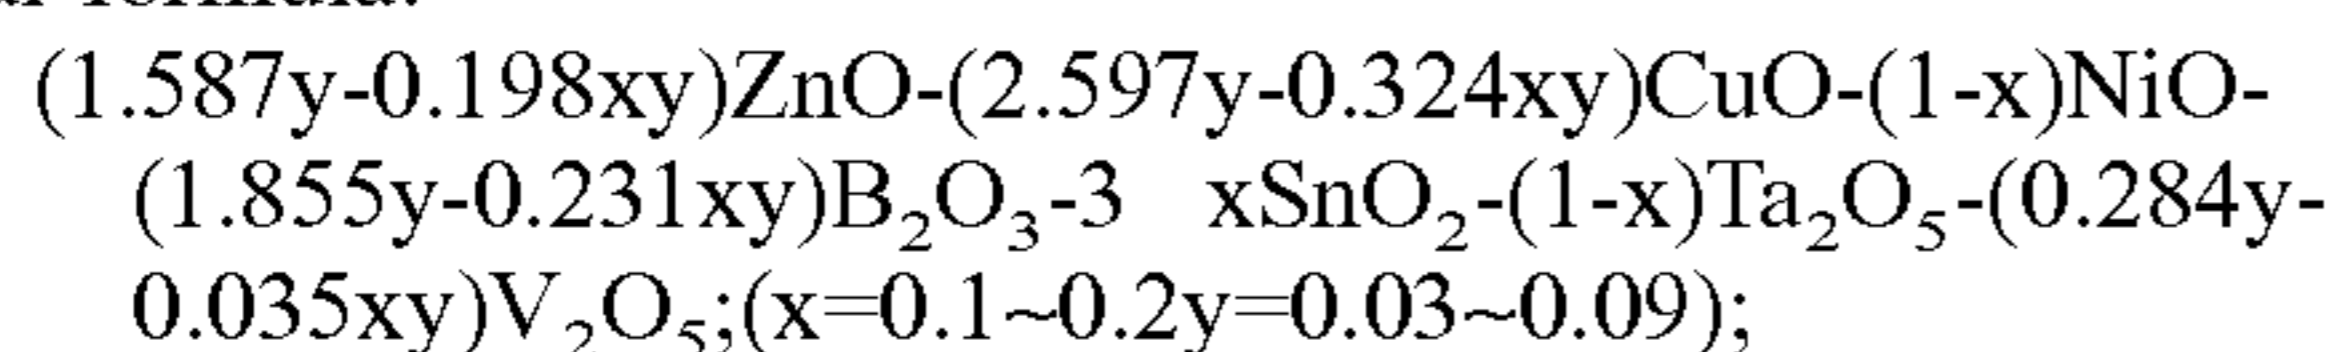 (1.587y-0.198xy)ZnO-(2.597y-0.324xy)CuO-(1-x)NiO-
(1.855y-0.231xy)B₂O₃-3 xSnO₂-(1-x)Ta₂O₅-(0.284y-
0.035xy)V₂O₅;(x=0.1~0.2y=0.03~0.09);